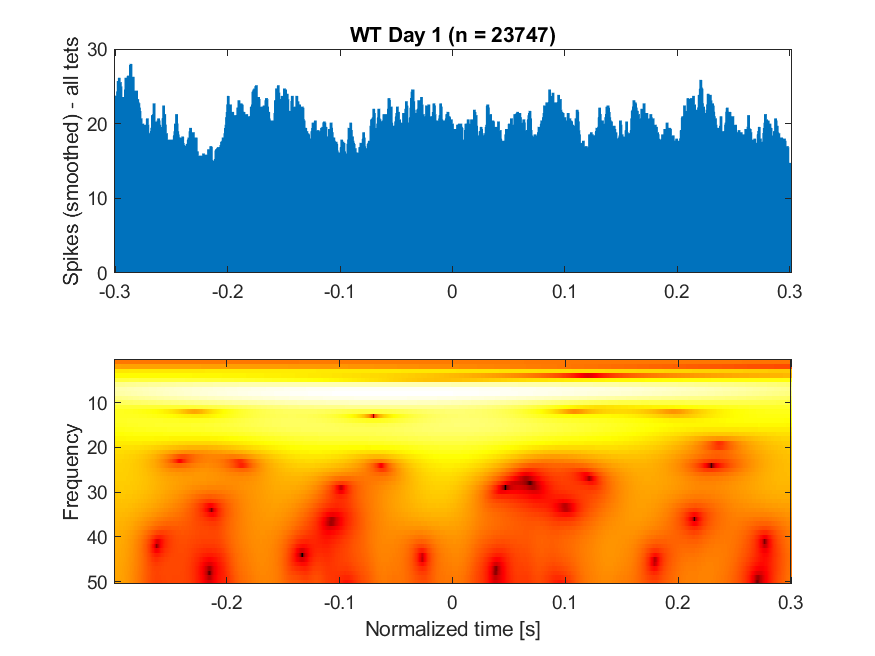 WT Day 1 (n = 23747)
Spikes (smoothed) - all tets
30
20
10
0
-0.3 -0.2 -0.1 0 0.1 0.2 0.3
Frequency
10
20
30
40
50
-0.2 -0.1 0 0.1 0.2 0.3
Normalized time [s]